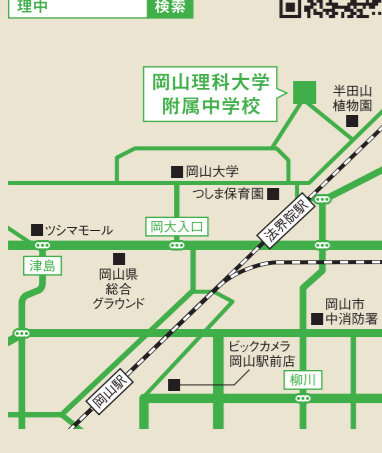 理中 検索
岡山理科大学
附属中学校
半田山
植物園
岡山大学
つしま保育園
岡大入口
法界院駅
ツシマモール
津島
岡山県
総合
グラウンド
岡山市
中消防署
ビックカメラ
岡山駅前店
柳川
岡山駅